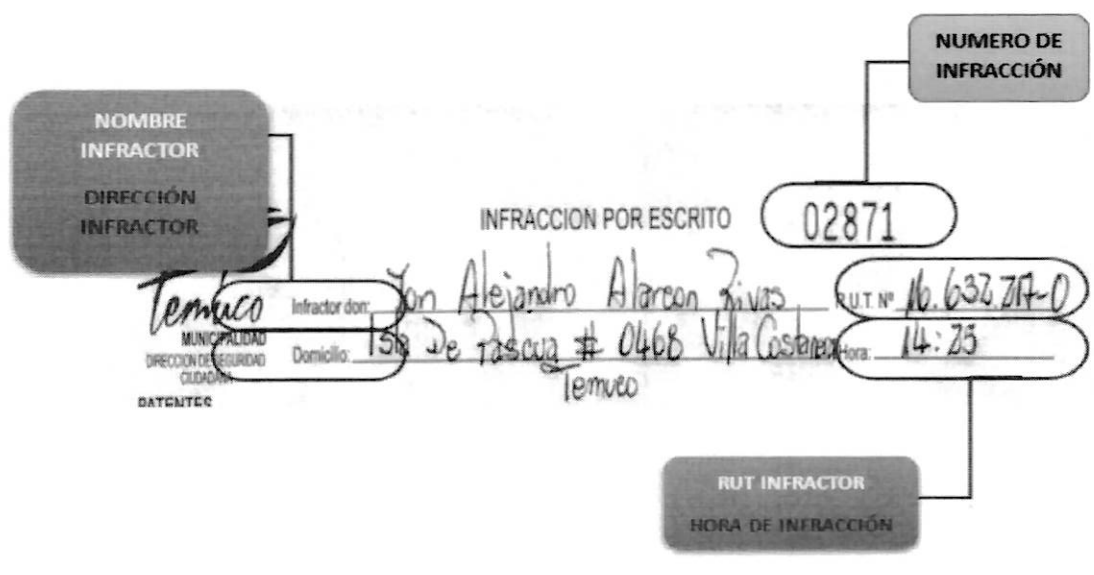 NUMERO DE
INFRACCIÓN
NOMBRE
INFRACTOR
DIRECCIÓN
INFRACTOR
INFRACCION POR ESCRITO 02871
Temuco Infractor don: Jon Alejandro Alarcon Rivas R.U.T. Nº 16.632.217-0
MUNICIPALIDAD
DIRECCION DE SEGURIDAD
CIUDADANA
Domicilio: Isla De Pascua # 0468 Villa Costanera Hora: 14:25
Temuco
PATENTES
RUT INFRACTOR
HORA DE INFRACCIÓN